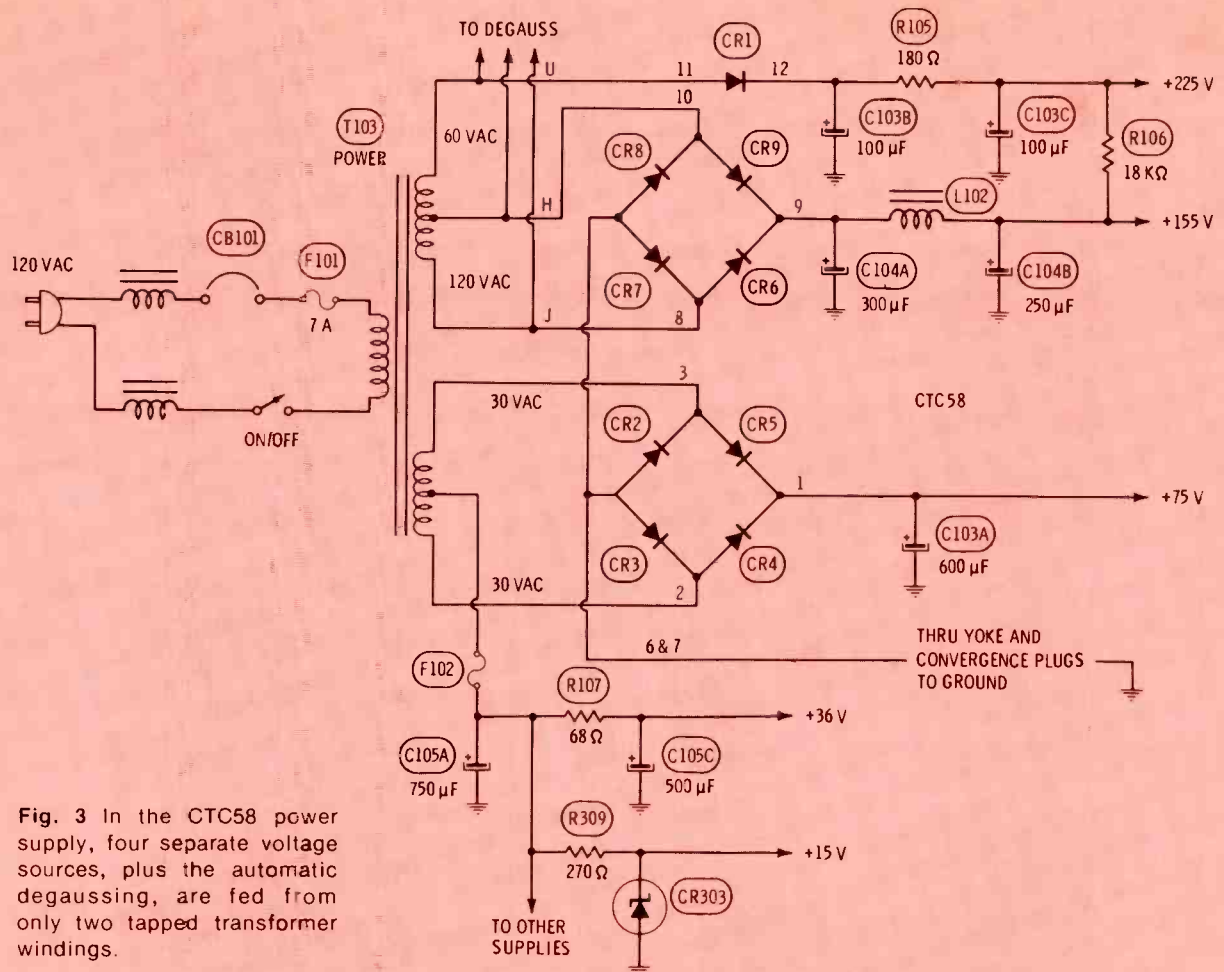 TO DEGAUSS
CR1
R105
180 Ω
U
11
12
+225 V
10
T103
POWER
60 VAC
CR8
CR9
C103B
100 µF
C103C
100 µF
R106
18 KΩ
H
9
L102
+155 V
CB101
F101
120 VAC
7 A
120 VAC
CR7
CR6
C104A
300 µF
C104B
250 µF
J
8
ON/OFF
30 VAC
3
CTC58
CR2
CR5
1
+75 V
CR3
CR4
C103A
600 µF
30 VAC
2
6 & 7
THRU YOKE AND
CONVERGENCE PLUGS
TO GROUND
F102
R107
68 Ω
+36 V
C105A
750 µF
C105C
500 µF
R309
270 Ω
+15 V
CR303
TO OTHER
SUPPLIES
Fig. 3 In the CTC58 power
supply, four separate voltage
sources, plus the automatic
degaussing, are fed from
only two tapped transformer
windings.